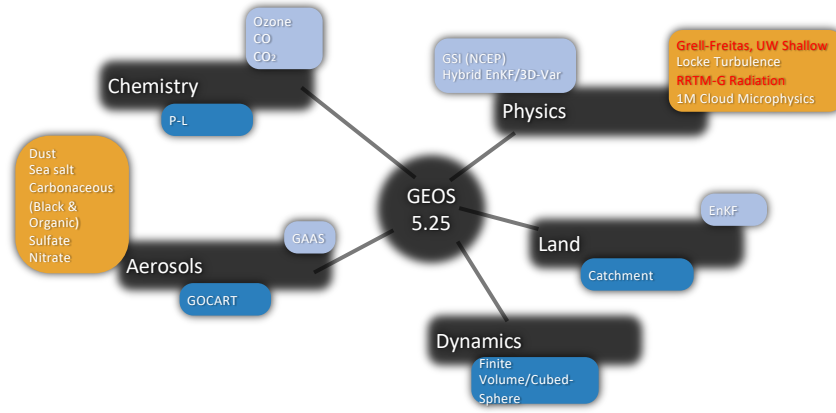 Ozone
CO
CO₂
Chemistry
P-L
GSI (NCEP)
Hybrid EnKF/3D-Var
Physics
Grell-Freitas, UW Shallow
Locke Turbulence
RRTM-G Radiation
1M Cloud Microphysics
Dust
Sea salt
Carbonaceous
(Black &
Organic)
Sulfate
Nitrate
GAAS
Aerosols
GOCART
GEOS
5.25
EnKF
Land
Catchment
Dynamics
Finite
Volume/Cubed-
Sphere